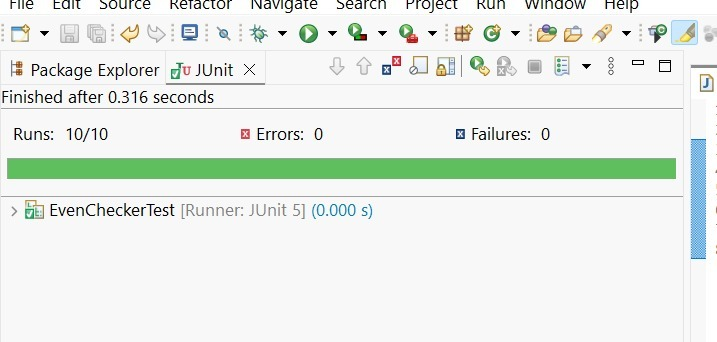 File Edit Source Refactor Navigate Search Project Run Window Help
Package Explorer JUnit
Finished after 0.316 seconds
Runs: 10/10 Errors: 0 Failures: 0
EvenCheckerTest [Runner: JUnit 5] (0.000 s)